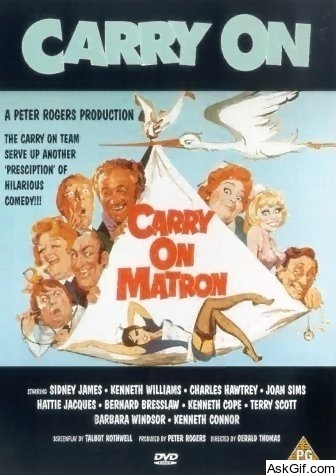 CARRY ON
A PETER ROGERS PRODUCTION
THE CARRY ON TEAM
SERVE UP ANOTHER
'PRESCIPTION' OF
HILARIOUS
COMEDY!!!
CARRY
ON
MATRON
STARRING SIDNEY JAMES · KENNETH WILLIAMS · CHARLES HAWTREY · JOAN SIMS
HATTIE JACQUES · BERNARD BRESSLAW · KENNETH COPE · TERRY SCOTT
BARBARA WINDSOR · KENNETH CONNOR
SCREENPLAY BY TALBOT ROTHWELL PRODUCED BY PETER ROGERS DIRECTED BY GERALD THOMAS
DVD
VIDEO
PG
AskGif.com